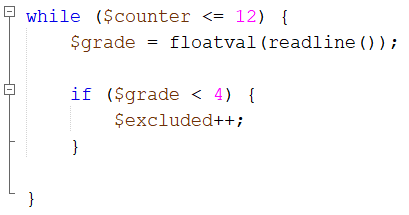 while ($counter <= 12) {
$grade = floatval(readline());
if ($grade < 4) {
$excluded++;
}
}